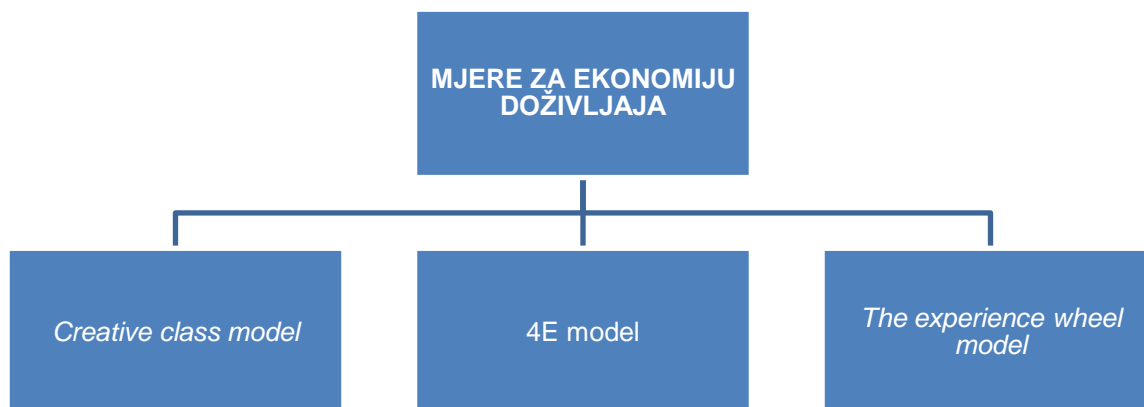 MJERE ZA EKONOMIJU
DOŽIVLJAJA
Creative class model
4E model
The experience wheel
model